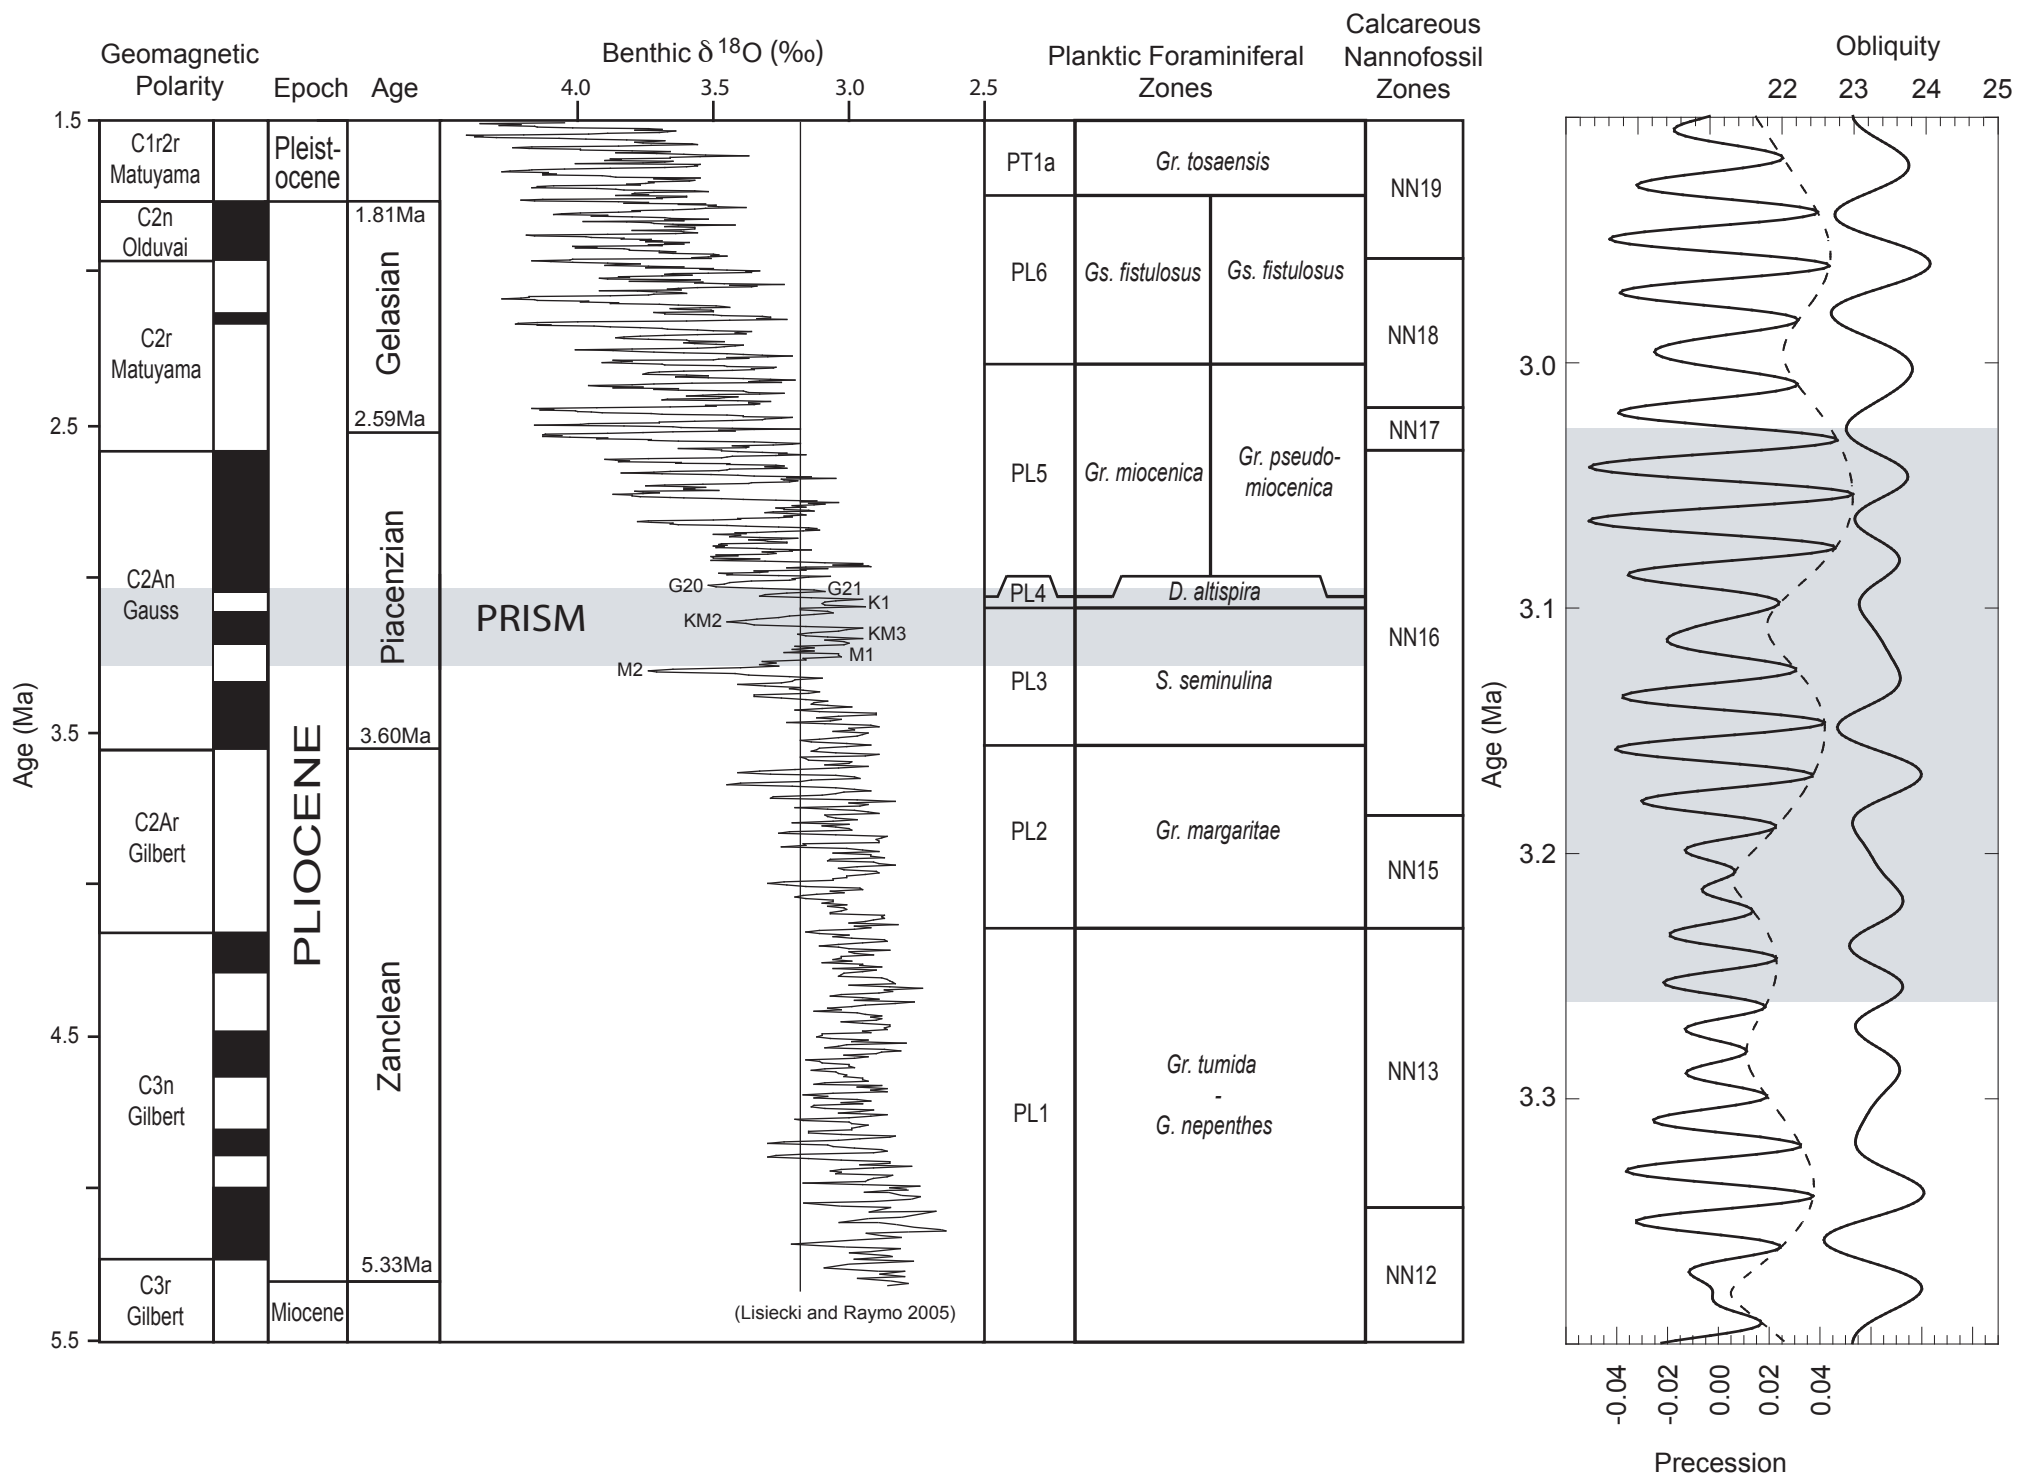 Geomagnetic
Polarity
Epoch
Age
Benthic δ 18O (‰)
4.0
3.5
3.0
2.5
Planktic Foraminiferal
Zones
Calcareous
Nannofossil
Zones
Obliquity
22
23
24
25
Age (Ma)
1.5
2.5
3.5
4.5
5.5
C1r2r
Matuyama
C2n
Olduvai
C2r
Matuyama
C2An
Gauss
C2Ar
Gilbert
C3n
Gilbert
C3r
Gilbert
Pleist-
ocene
PLIOCENE
Miocene
1.81Ma
Gelasian
2.59Ma
Piacenzian
3.60Ma
Zanclean
5.33Ma
PRISM
G20
G21
K1
KM2
KM3
M1
M2
(Lisiecki and Raymo 2005)
PT1a
PL6
PL5
PL4
PL3
PL2
PL1
Gr. tosaensis
Gs. fistulosus
Gs. fistulosus
Gr. miocenica
Gr. pseudo-
miocenica
D. altispira
S. seminulina
Gr. margaritae
Gr. tumida
-
G. nepenthes
NN19
NN18
NN17
NN16
NN15
NN13
NN12
Age (Ma)
3.0
3.1
3.2
3.3
-0.04
-0.02
0.00
0.02
0.04
Precession